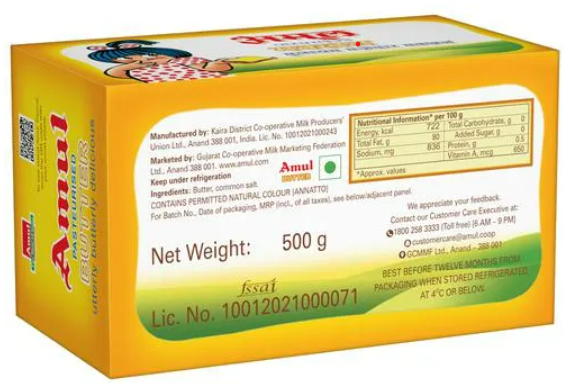 अमूल
Amul
PASTEURISED
BUTTER
utterly butterly delicious
Amul
Manufactured by: Kaira District Co-operative Milk Producers'
Union Ltd., Anand 388 001, India. Lic. No. 10012021000243
Marketed by: Gujarat Co-operative Milk Marketing Federation
Ltd., Anand 388 001. www.amul.com
Keep under refrigeration
Ingredients: Butter, common salt.
CONTAINS PERMITTED NATURAL COLOUR (ANNATTO)
For Batch No., Date of packaging, MRP (incl., of all taxes), see below/adjacent panel.
Amul
BUTTER
Nutritional Information* per 100 g
Energy, kcal 722 Total Carbohydrate, g 0
Total Fat, g 80 Added Sugar, g 0
Sodium, mg 836 Protein, g 0.5
Vitamin A, mcg 650
*Approx. values
We appreciate your feedback.
Contact our Customer Care Executive at:
1800 258 3333 (Toll free) (6 AM - 9 PM)
customercare@amul.coop
GCMMF Ltd., Anand - 388 001
Net Weight: 500 g
fssai
Lic. No. 10012021000071
BEST BEFORE TWELVE MONTHS FROM
PACKAGING WHEN STORED REFRIGERATED
AT 4°C OR BELOW.